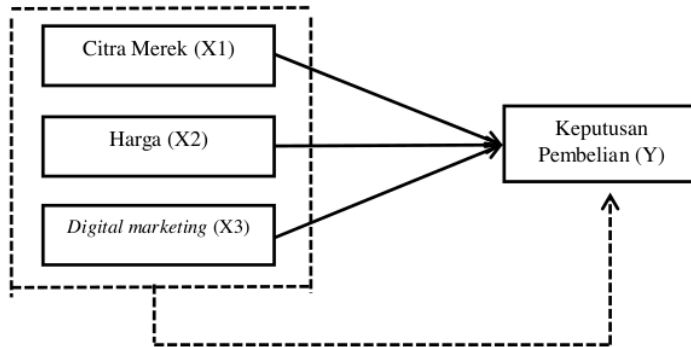 Citra Merek (X1)
Harga (X2)
Keputusan
Pembelian (Y)
Digital marketing (X3)